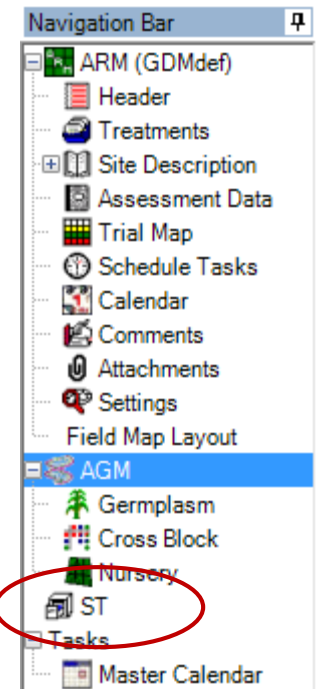 Navigation Bar
ARM (GDMdef)
Header
Treatments
Site Description
Assessment Data
Trial Map
Schedule Tasks
Calendar
Comments
Attachments
Settings
Field Map Layout
AGM
Germplasm
Cross Block
Nursery
ST
Tasks
Master Calendar